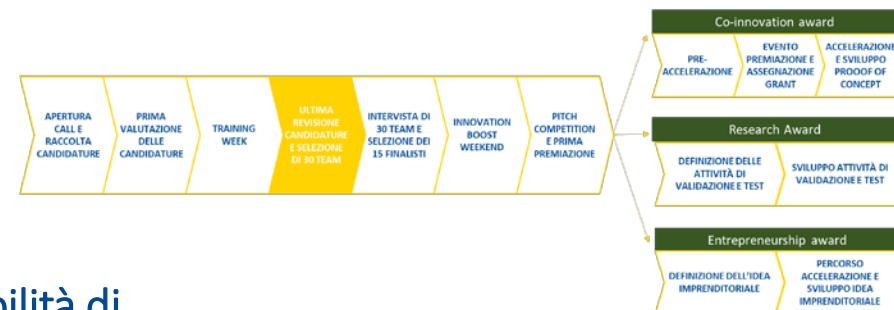 APERTURA
CALL E
RACCOLTA
CANDIDATURE
PRIMA
VALUTAZIONE
DELLE
CANDIDATURE
TRAINING
WEEK
ULTIMA
REVISIONE
CANDIDATURE
E SELEZIONE
DI 30 TEAM
INTERVISTA DI
30 TEAM E
SELEZIONE DEI
15 FINALISTI
INNOVATION
BOOST
WEEKEND
PITCH
COMPETITION
E PRIMA
PREMIAZIONE
Co-innovation award
PRE-
ACCELERAZIONE
EVENTO
PREMIAZIONE E
ASSEGNAZIONE
GRANT
ACCELERAZIONE
E SVILUPPO
PROOOF OF
CONCEPT
Research Award
DEFINIZIONE DELLE
ATTIVITÀ DI
VALIDAZIONE E TEST
SVILUPPO ATTIVITÀ DI
VALIDAZIONE E TEST
Entrepreneurship award
DEFINIZIONE DELL'IDEA
IMPRENDITORIALE
PERCORSO
ACCELERAZIONE E
SVILUPPO IDEA
IMPRENDITORIALE
bilità di